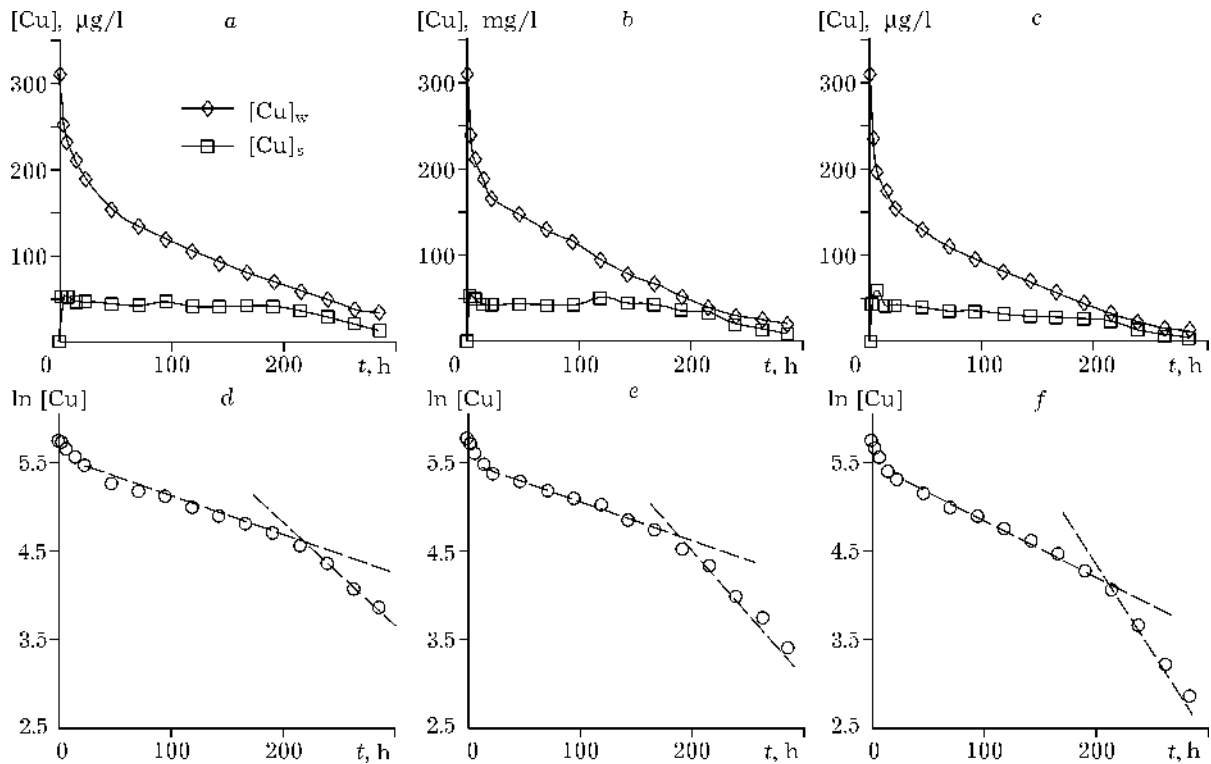 [Cu], µg/l a
[Cu], mg/l b
[Cu], µg/l c
300
200
100
[Cu]w
[Cu]s
0 100 200 t, h
300
200
100
0 100 200 t, h
300
200
100
0 100 200 t, h
ln [Cu] d
5.5
4.5
3.5
2.5
0 100 200 t, h
ln [Cu] e
5.5
4.5
3.5
2.5
0 100 200 t, h
ln [Cu] f
5.5
4.5
3.5
2.5
0 100 200 t, h